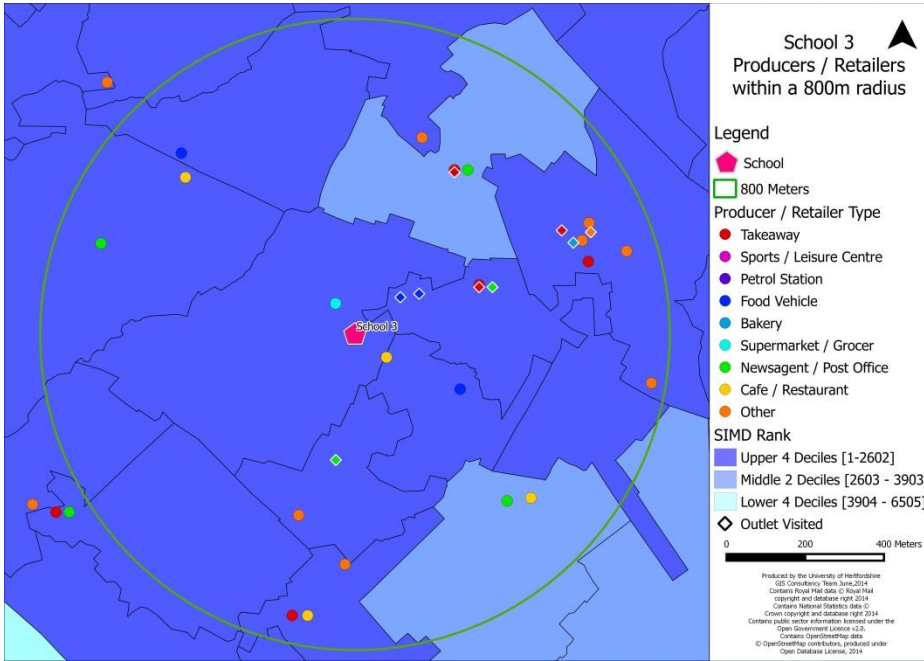 School 3
Producers / Retailers
within a 800m radius
Legend
School
800 Meters
Producer / Retailer Type
Takeaway
Sports / Leisure Centre
Petrol Station
Food Vehicle
Bakery
Supermarket / Grocer
Newsagent / Post Office
Cafe / Restaurant
Other
SIMD Rank
Upper 4 Deciles [1-2602]
Middle 2 Deciles [2603 - 3903]
Lower 4 Deciles [3904 - 6505]
Outlet Visited
0 200 400 Meters
Produced by the University of Hertfordshire
GIS Consultancy Team June,2014
Contains Royal Mail data © Royal Mail
copyright and database right 2014
Contains National Statistics data ©
Crown copyright and database right 2014
Contains public sector information licensed under the
Open Government Licence v2.0.
Contains OpenStreetMap data
© OpenStreetMap contributors, produced under
Open Database License, 2014
School 3